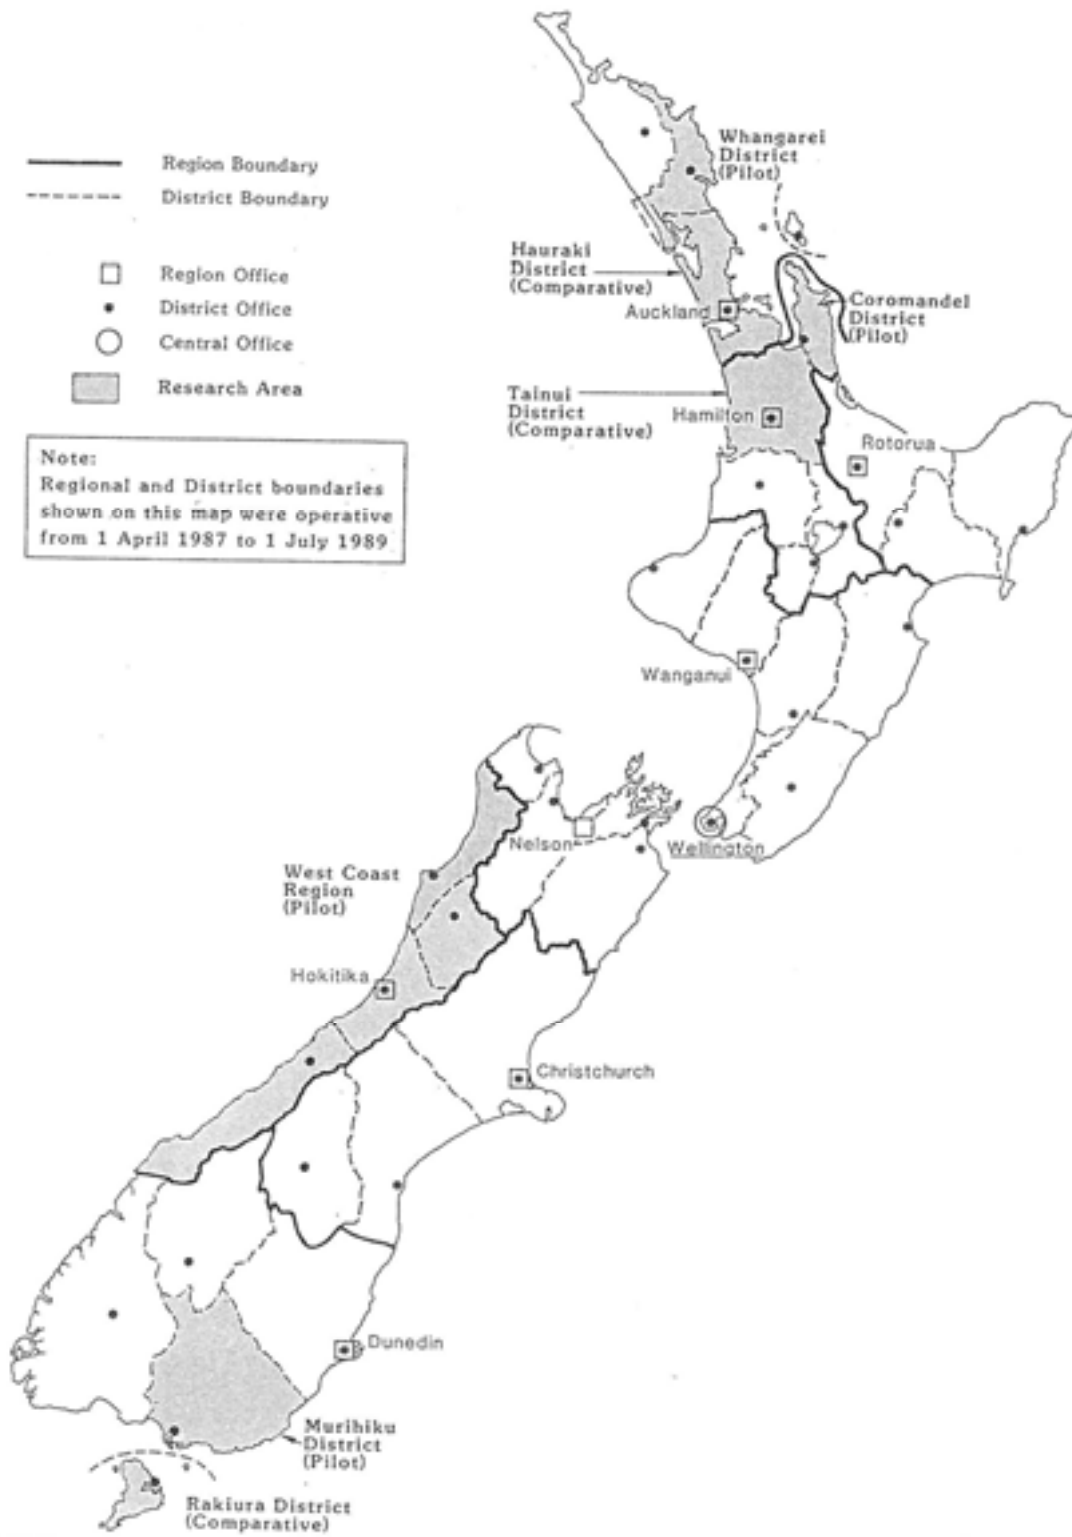 Region Boundary
District Boundary
Region Office
District Office
Central Office
Research Area
Note:
Regional and District boundaries
shown on this map were operative
from 1 April 1987 to 1 July 1989
Whangarei
District
(Pilot)
Hauraki
District
(Comparative)
Auckland
Coromandel
District
(Pilot)
Tainui
District
(Comparative)
Hamilton
Rotorua
Wanganui
Nelson
Wellington
West Coast
Region
(Pilot)
Hokitika
Christchurch
Dunedin
Murihiku
District
(Pilot)
Rakiura District
(Comparative)